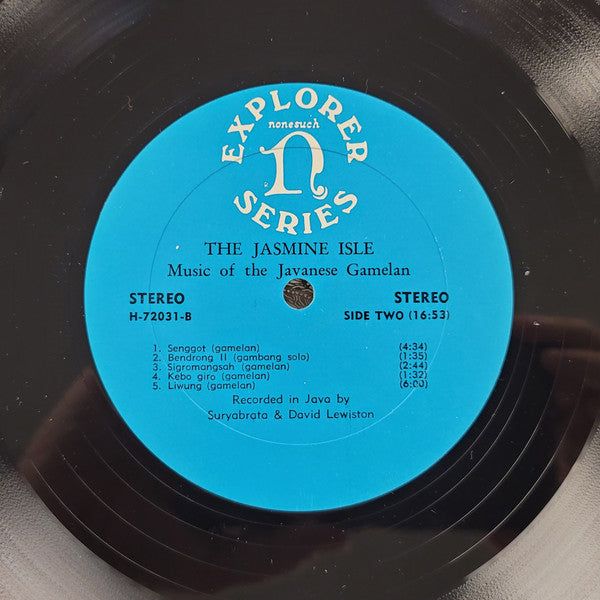 EXPLORER
nonesuch
n
SERIES
THE JASMINE ISLE
Music of the Javanese Gamelan
STEREO STEREO
H-72031-B SIDE TWO (16:53)
1. Senggot (gamelan) (4:34)
2. Bendrong II (gambang solo) (1:35)
3. Sigromangsah (gamelan) (2:44)
4. Kebo giro (gamelan) (1:32)
5. Liwung (gamelan) (6:00)
Recorded in Java by
Suryabrata & David Lewiston